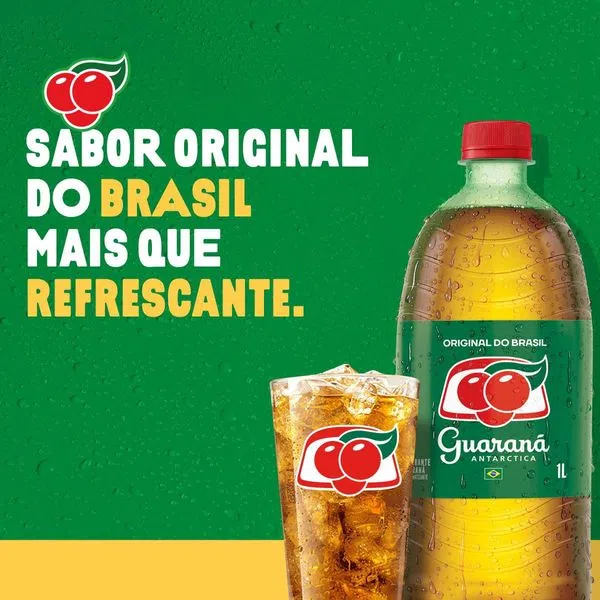 SABOR ORIGINAL
DO BRASIL
MAIS QUE
REFRESCANTE.
ORIGINAL DO BRASIL
Guaraná
ANTARCTICA
1L